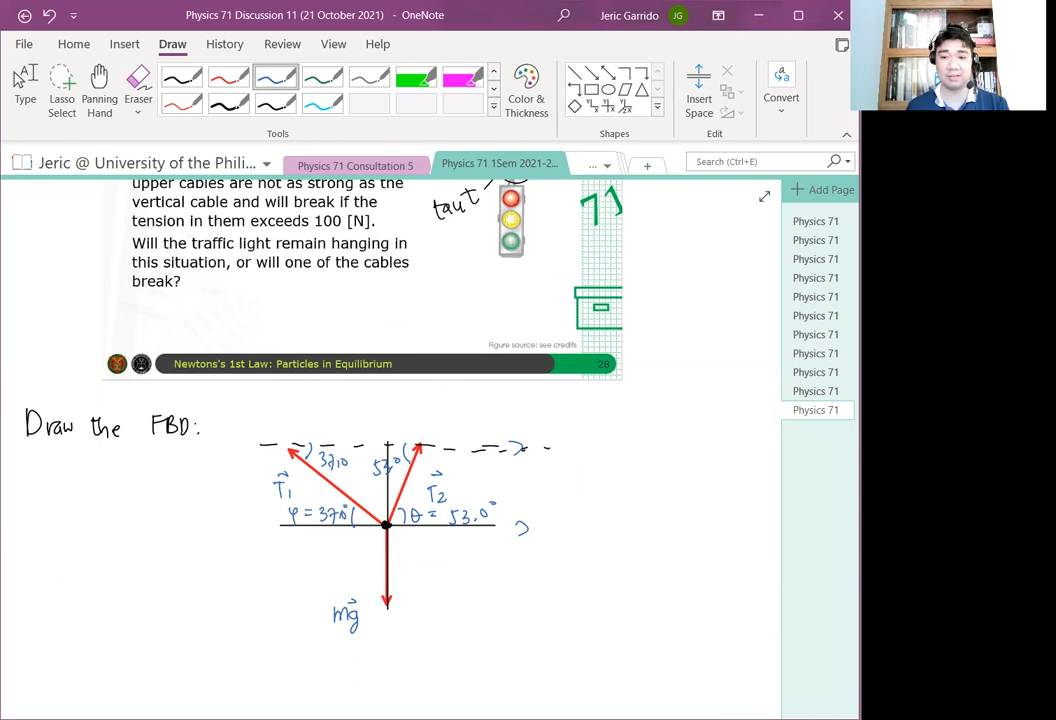 Physics 71 Discussion 11 (21 October 2021) - OneNote
Jeric Garrido
JG
File
Home
Insert
Draw
History
Review
View
Help
Type
Lasso
Select
Panning
Hand
Eraser
Color &
Thickness
Insert
Space
Convert
Tools
Shapes
Edit
Jeric @ University of the Phili...
Physics 71 Consultation 5
Physics 71 1Sem 2021-2...
...
Search (Ctrl+E)
Add Page
Physics 71
Physics 71
Physics 71
Physics 71
Physics 71
Physics 71
Physics 71
Physics 71
Physics 71
Physics 71
Physics 71
upper cables are not as strong as the
vertical cable and will break if the
tension in them exceeds 100 [N].
Will the traffic light remain hanging in
this situation, or will one of the cables
break?
taut
71
Figure source: see credits
Newtons's 1st Law: Particles in Equilibrium
28
Draw the FBD:
53.0°
T₁
T₂
θ = 53.0°
mg